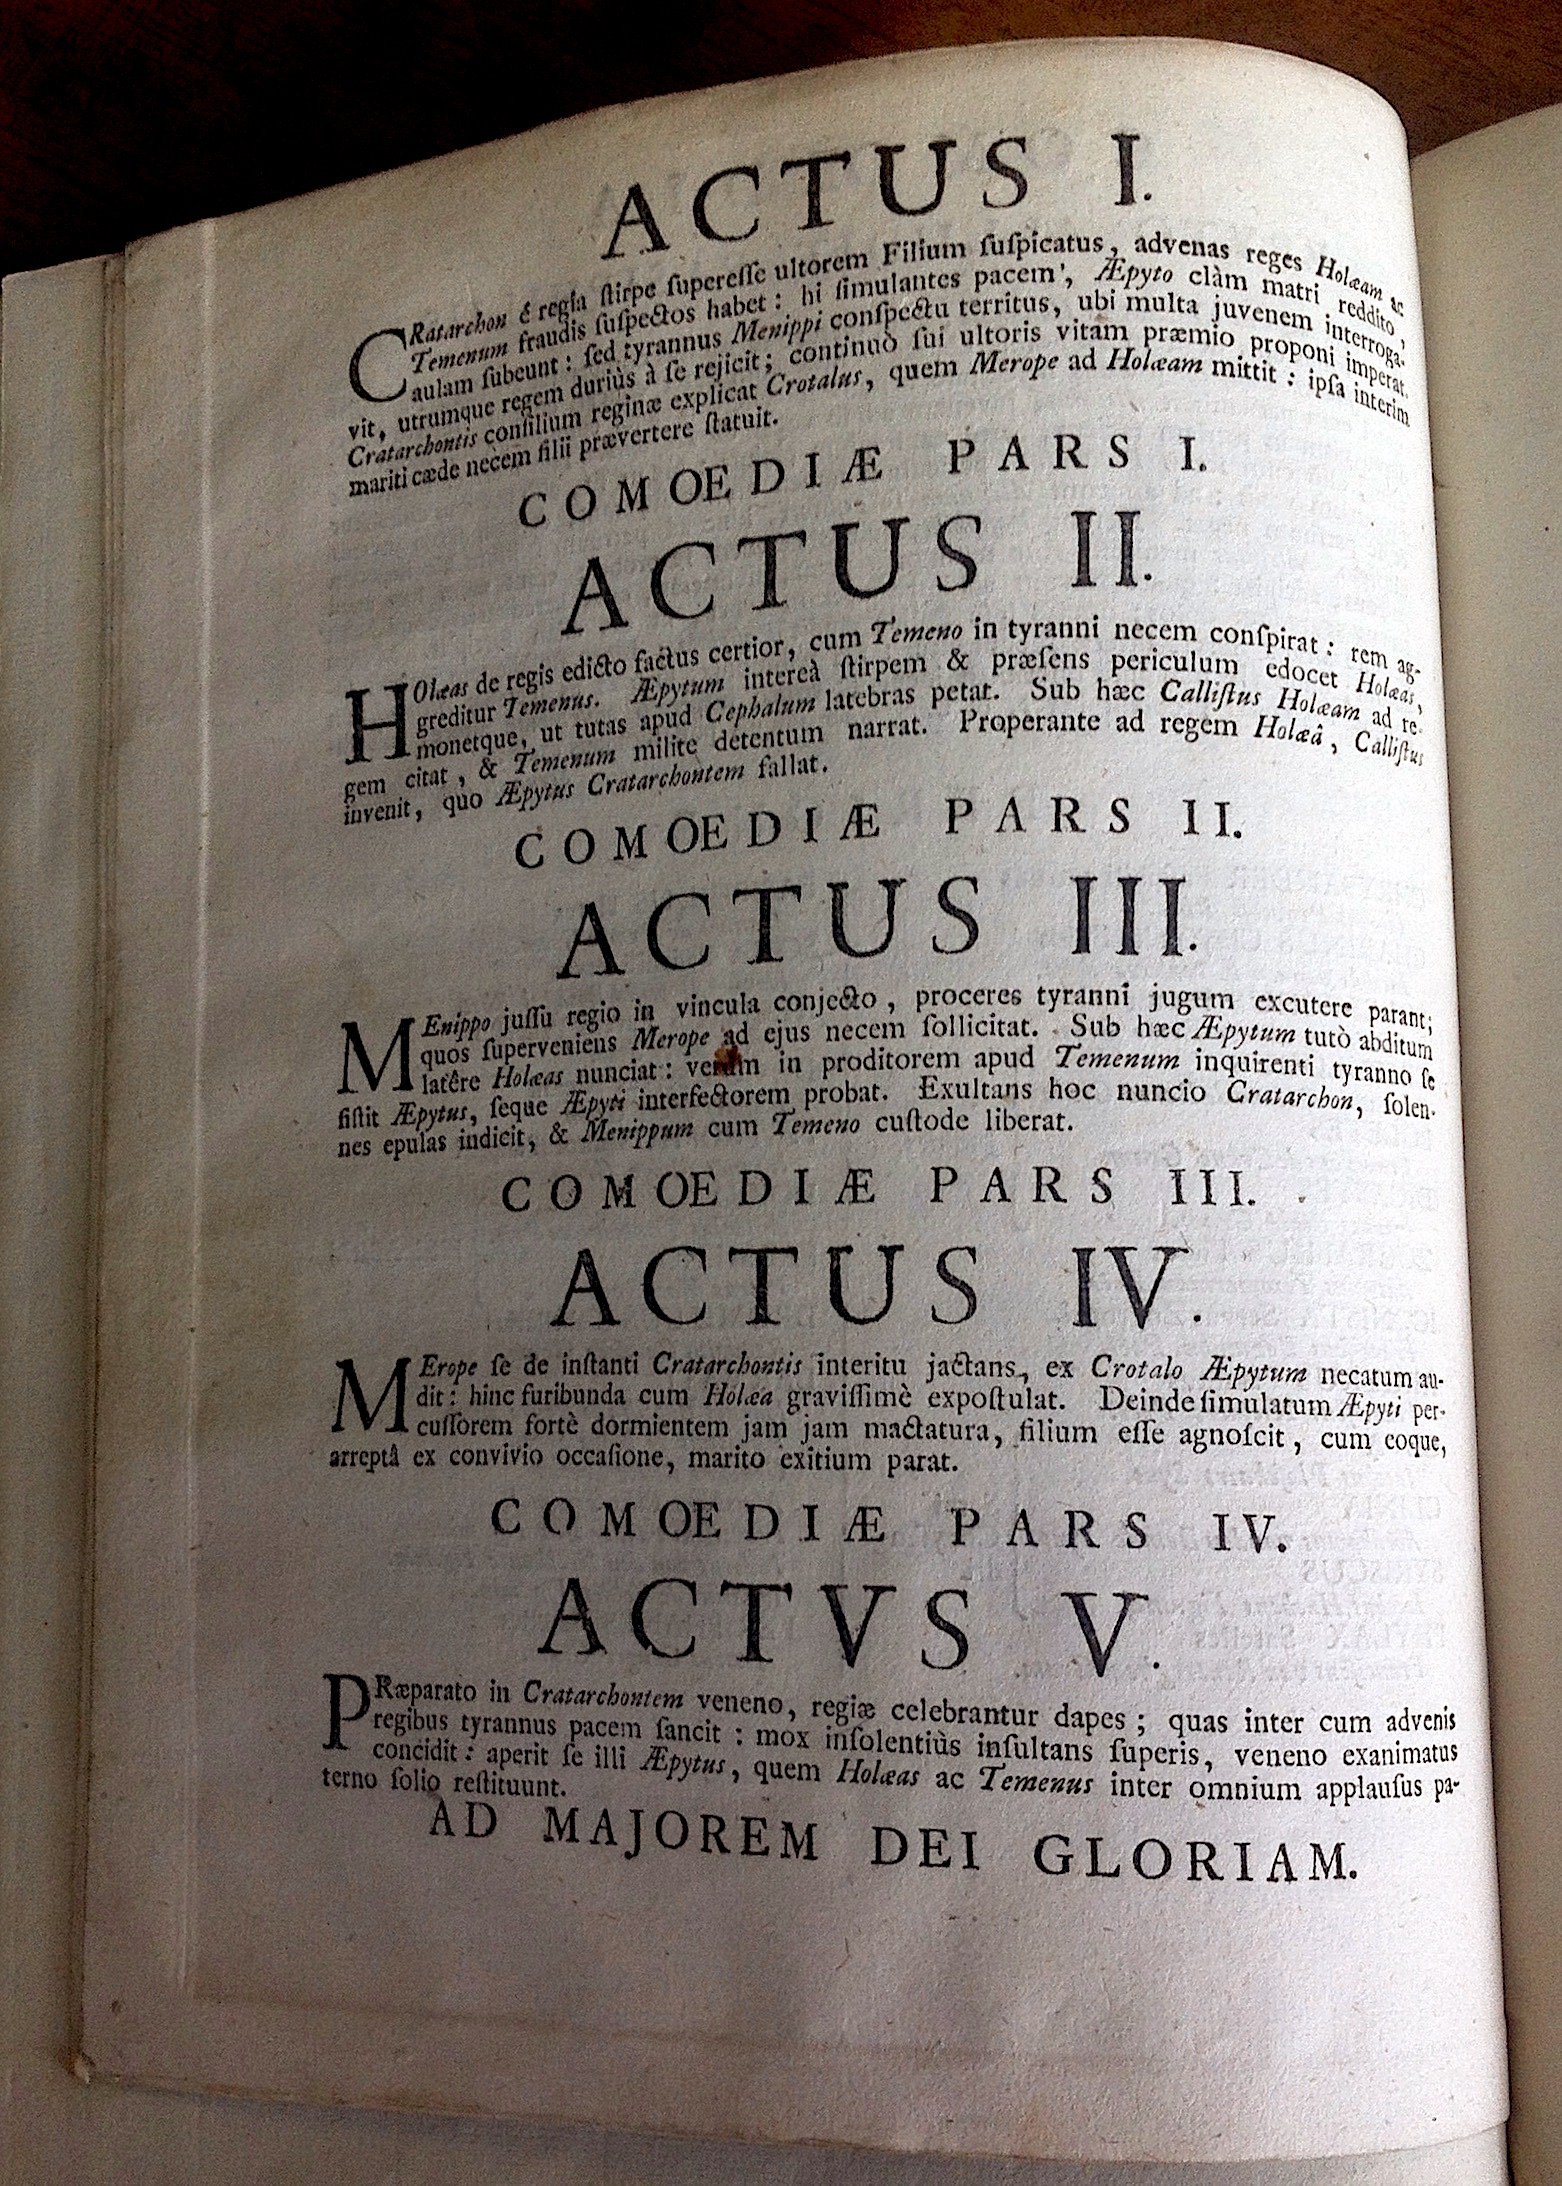 ACTUS I.
CRatarchon é regia ſtirpe ſupereſſe ultorem Filium ſuſpicatus, advenas reges Holæam ac
Temenum fraudis ſuſpectos habet : hi ſimulantes pacem', Æpyto clàm matri reddito,
aulam ſubeunt : ſed tyrannus Menippi conſpectu territus, ubi multa juvenem interroga-
vit, utrumque regem duriùs à ſe rejicit ; continuò ſui ultoris vitam præmio proponi imperat.
Cratarchontis conſilium reginæ explicat Crotalus, quem Merope ad Holæam mittit : ipſa interim
mariti cæde necem filii prævertere ſtatuit.
COMOEDIÆ PARS I.
ACTUS II.
HOlæas de regis edicto factus certior, cum Temeno in tyranni necem conſpirat : rem ag-
greditur Temenus. Æpytum intereà ſtirpem & præſens periculum edocet Holæas,
monetque, ut tutas apud Cephalum latebras petat. Sub hæc Calliſtus Holæam ad re-
gem citat, & Temenum milite detentum narrat. Properante ad regem Holæâ, Calliſtus
invenit, quo Æpytus Cratarchontem fallat.
COMOEDIÆ PARS II.
ACTUS III.
MEnippo juſſu regio in vincula conjecto, proceres tyranni jugum excutere parant;
quos ſuperveniens Merope ad ejus necem ſollicitat. Sub hæc Æpytum tutò abditum
latêre Holæas nunciat : verùm in proditorem apud Temenum inquirenti tyranno ſe
ſiſtit Æpytus, ſeque Æpyti interfectorem probat. Exultans hoc nuncio Cratarchon, ſolen-
nes epulas indicit, & Menippum cum Temeno cuſtode liberat.
COMOEDIÆ PARS III.
ACTUS IV.
MErope ſe de inſtanti Cratarchontis interitu jactans, ex Crotalo Æpytum necatum au-
dit : hinc furibunda cum Holæa graviſſimè expoſtulat. Deinde ſimulatum Æpyti per-
cuſſorem fortè dormientem jam jam mactatura, filium eſſe agnoſcit, cum eoque,
arreptâ ex convivio occaſione, marito exitium parat.
COMOEDIÆ PARS IV.
ACTVS V.
PRæparato in Cratarchontem veneno, regiæ celebrantur dapes ; quas inter cum advenis
regibus tyrannus pacem ſancit : mox inſolentiùs inſultans ſuperis, veneno exanimatus
concidit : aperit ſe illi Æpytus, quem Holæas ac Temenus inter omnium applauſus pa-
terno ſolio reſtituunt.
AD MAJOREM DEI GLORIAM.